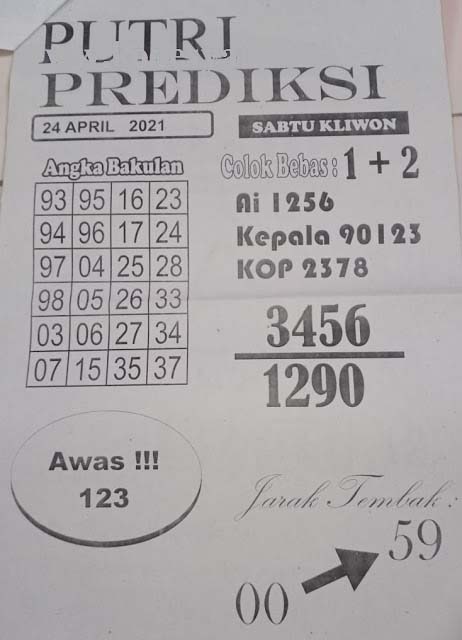 PUTRI
PREDIKSI
24 APRIL 2021
SABTU KLIWON
Angka Bakulan
93 95 16 23
94 96 17 24
97 04 25 28
98 05 26 33
03 06 27 34
07 15 35 37
Colok Bebas : 1 + 2
Ai 1256
Kepala 90123
KOP 2378
3456
1290
Awas !!!
123
Jarak Tembak :
59
00